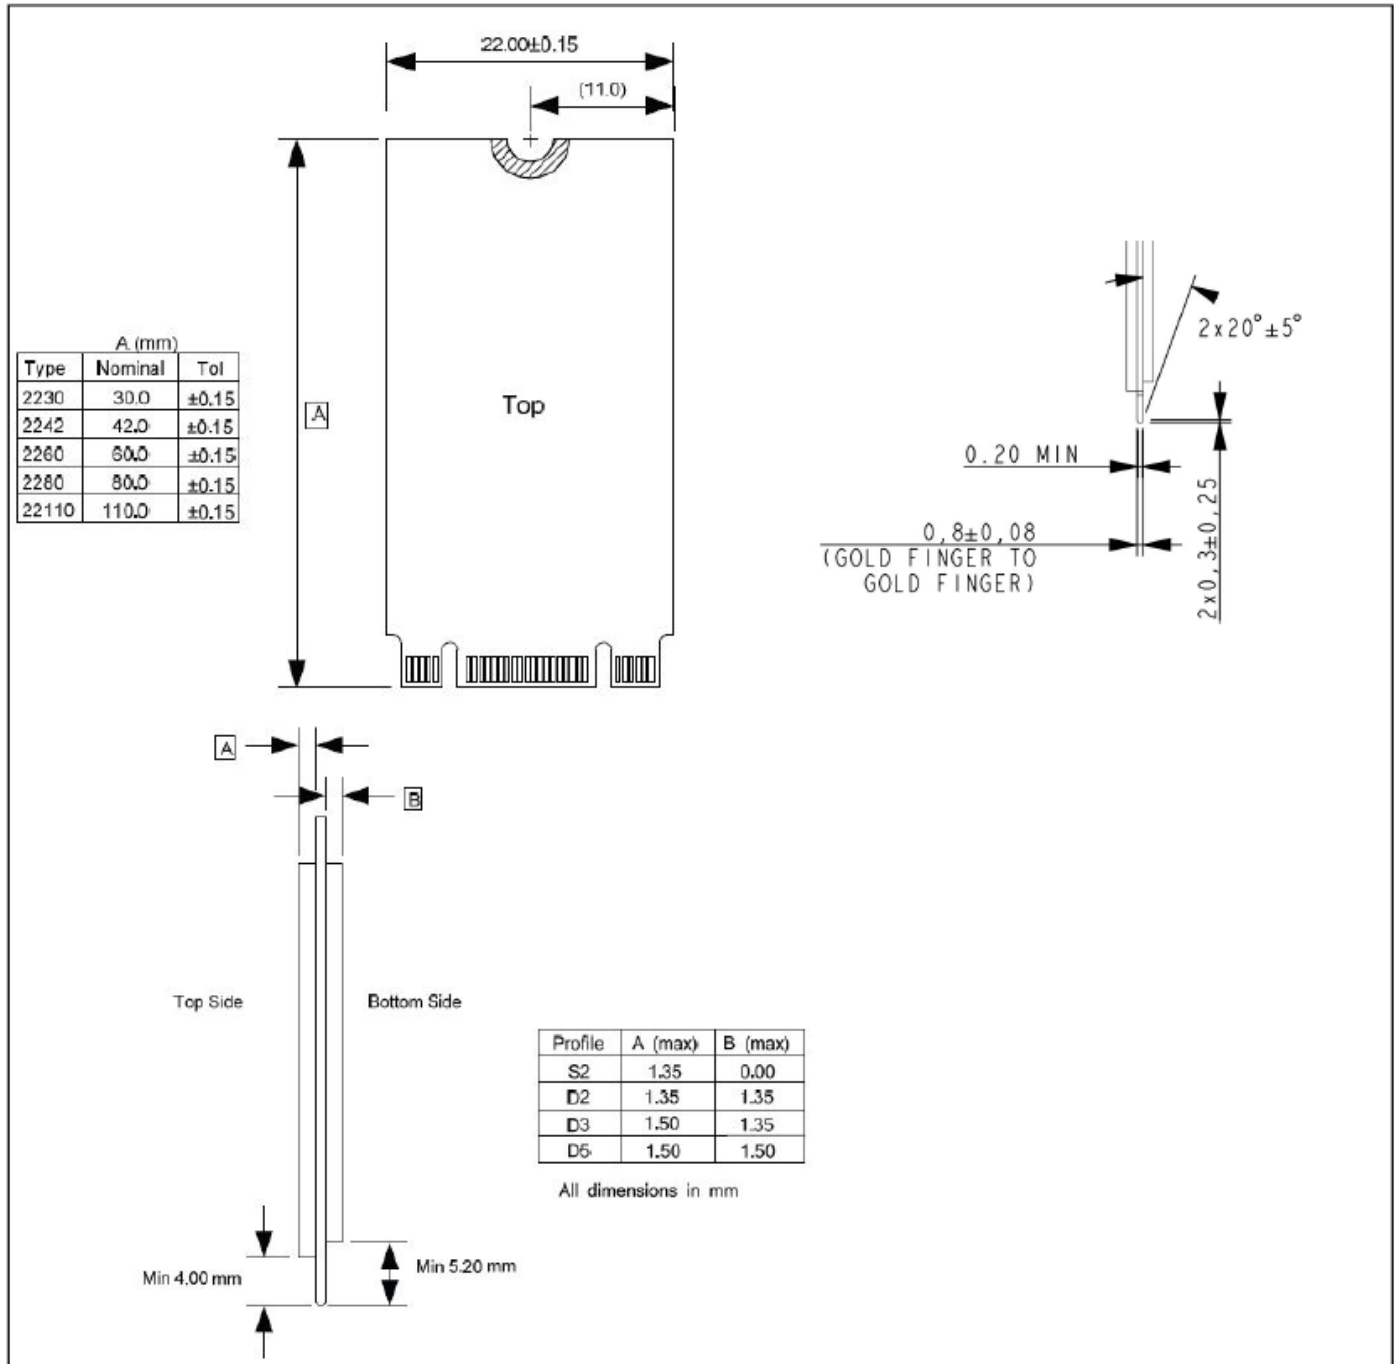 22.00±0.15
(11.0)
A (mm)
Type Nominal Tol
2230 30.0 ±0.15
2242 42.0 ±0.15
2260 60.0 ±0.15
2280 80.0 ±0.15
22110 110.0 ±0.15
A
Top
2x20°±5°
0.20 MIN
0,8±0,08
(GOLD FINGER TO
GOLD FINGER)
2x0,3±0,25
A
B
Top Side
Bottom Side
Profile A (max) B (max)
S2 1.35 0.00
D2 1.35 1.35
D3 1.50 1.35
D5 1.50 1.50
All dimensions in mm
Min 4.00 mm
Min 5.20 mm